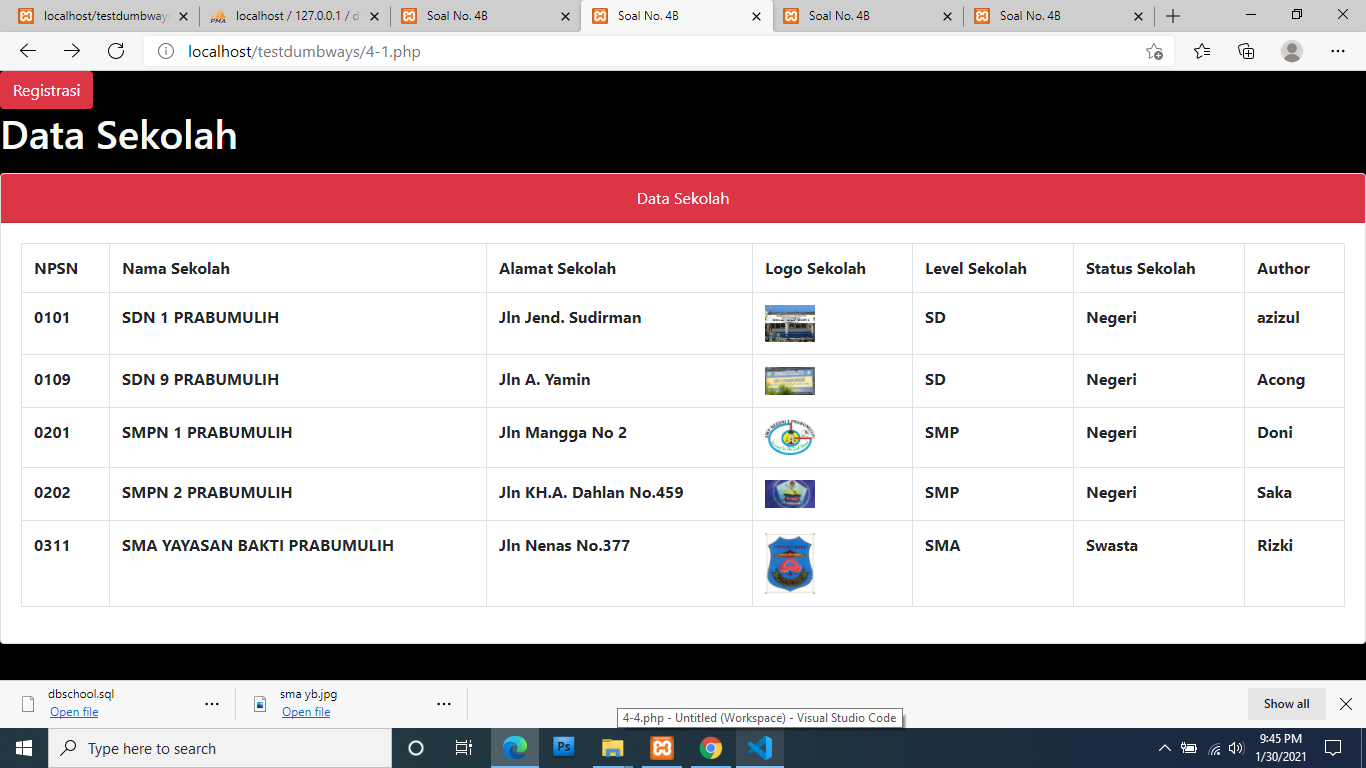 localhost/testdumbways
localhost / 127.0.0.1 / d
Soal No. 4B
Soal No. 4B
Soal No. 4B
Soal No. 4B
localhost/testdumbways/4-1.php
Registrasi
Data Sekolah
Data Sekolah
NPSN Nama Sekolah Alamat Sekolah Logo Sekolah Level Sekolah Status Sekolah Author
0101 SDN 1 PRABUMULIH Jln Jend. Sudirman SD Negeri azizul
0109 SDN 9 PRABUMULIH Jln A. Yamin SD Negeri Acong
0201 SMPN 1 PRABUMULIH Jln Mangga No 2 SMP Negeri Doni
0202 SMPN 2 PRABUMULIH Jln KH.A. Dahlan No.459 SMP Negeri Saka
0311 SMA YAYASAN BAKTI PRABUMULIH Jln Nenas No.377 SMA Swasta Rizki
dbschool.sql
Open file
sma yb.jpg
Open file
Show all
4-4.php - Untitled (Workspace) - Visual Studio Code
Type here to search
Ps
9:45 PM
1/30/2021